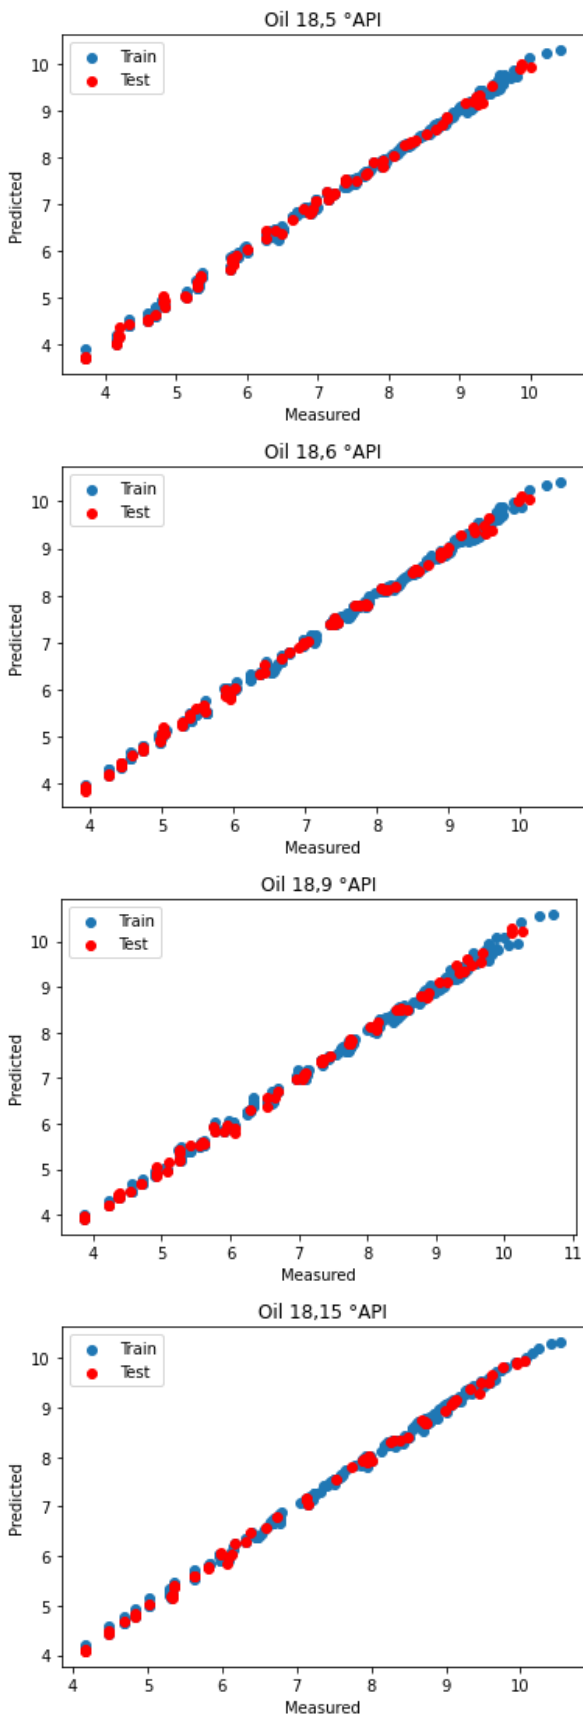 Oil 18,5 °API
Train
Test
10
9
8
7
6
5
4
Predicted
4 5 6 7 8 9 10
Measured
Oil 18,6 °API
Train
Test
10
9
8
7
6
5
4
Predicted
4 5 6 7 8 9 10
Measured
Oil 18,9 °API
Train
Test
10
9
8
7
6
5
4
Predicted
4 5 6 7 8 9 10 11
Measured
Oil 18,15 °API
Train
Test
10
9
8
7
6
5
4
Predicted
4 5 6 7 8 9 10
Measured